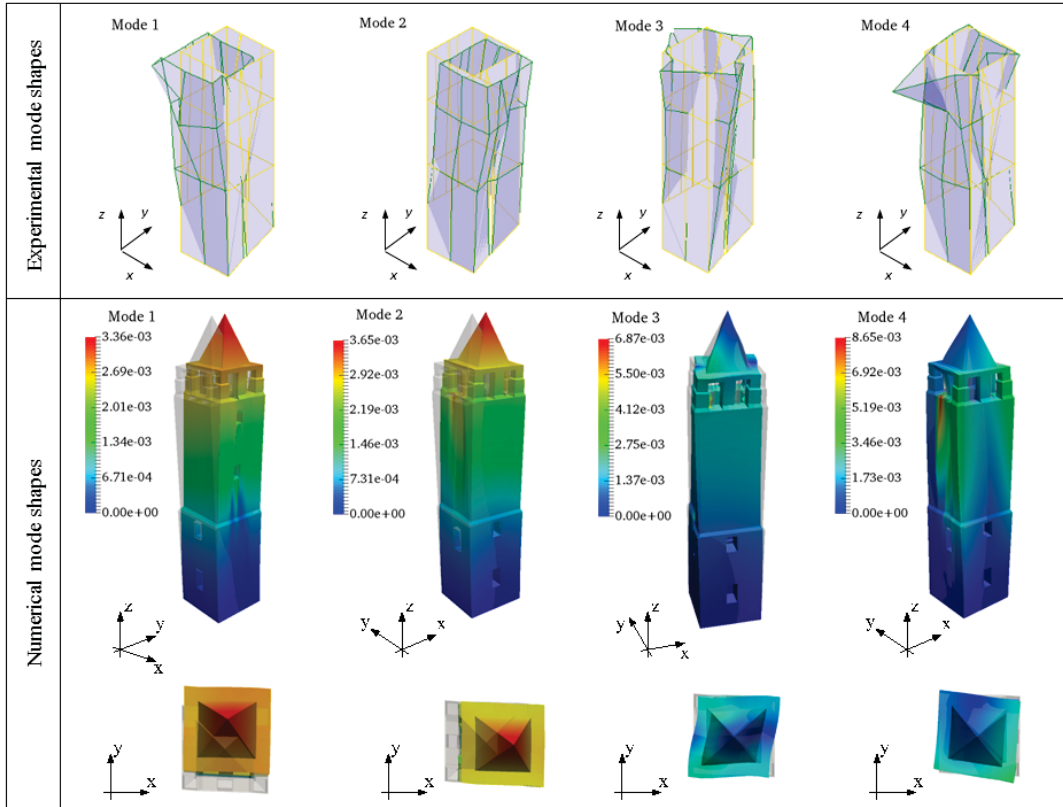 Experimental mode shapes
Mode 1
Mode 2
Mode 3
Mode 4
z
y
x
z
y
x
z
y
x
z
y
x
Numerical mode shapes
Mode 1
3.36e-03
2.69e-03
2.01e-03
1.34e-03
6.71e-04
0.00e+00
Mode 2
3.65e-03
2.92e-03
2.19e-03
1.46e-03
7.31e-04
0.00e+00
Mode 3
6.87e-03
5.50e-03
4.12e-03
2.75e-03
1.37e-03
0.00e+00
Mode 4
8.65e-03
6.92e-03
5.19e-03
3.46e-03
1.73e-03
0.00e+00
z
y
x
z
y
x
z
y
x
z
y
x
y
x
y
x
y
x
y
x